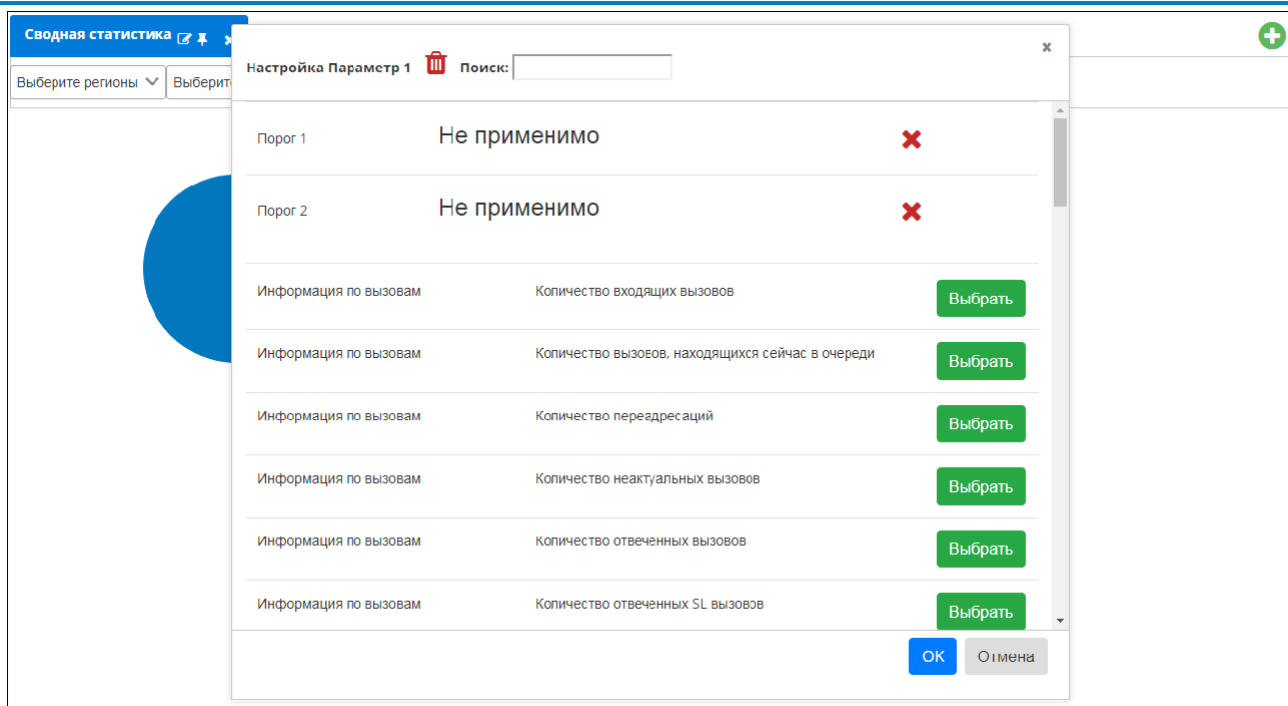 Сводная статистика
Выберите регионы
Выберит
Настройка Параметр 1
Поиск:
Порог 1 Не применимо
Порог 2 Не применимо
Информация по вызовам Количество входящих вызовов Выбрать
Информация по вызовам Количество вызовов, находящихся сейчас в очереди Выбрать
Информация по вызовам Количество переадресаций Выбрать
Информация по вызовам Количество неактуальных вызовов Выбрать
Информация по вызовам Количество отвеченных вызовов Выбрать
Информация по вызовам Количество отвеченных SL вызовов Выбрать
OK Отмена